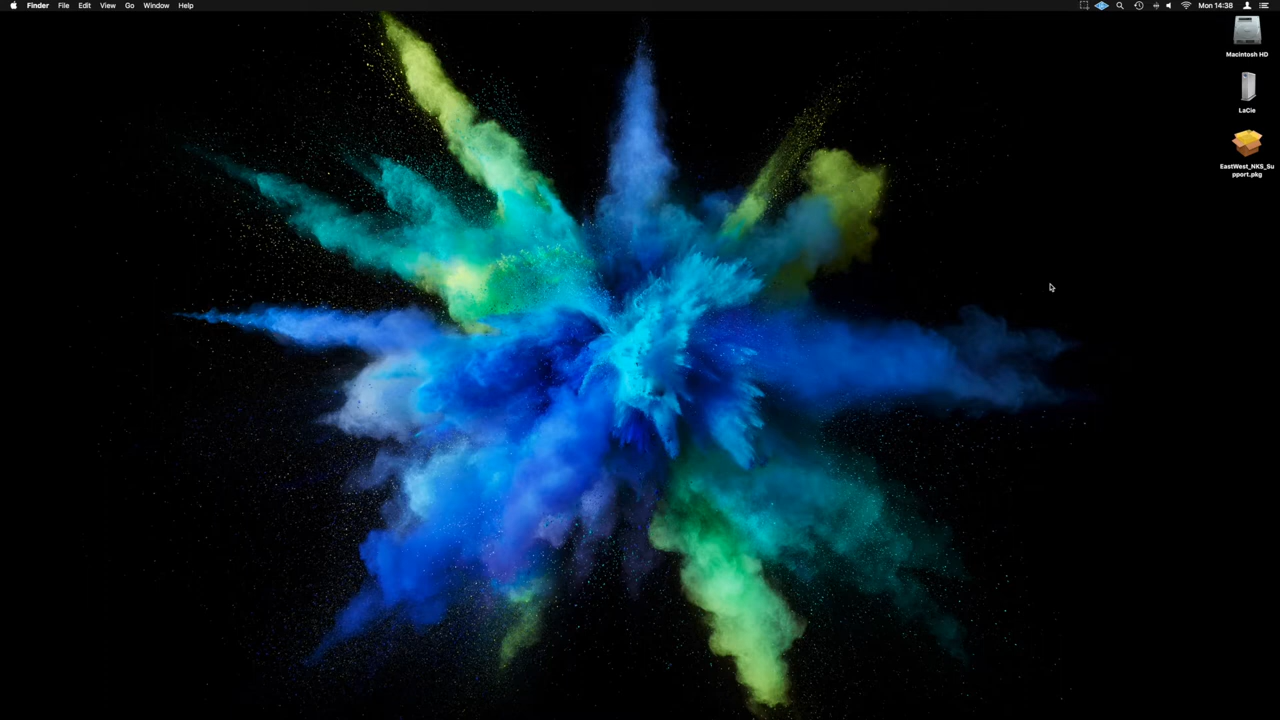 Finder File Edit View Go Window Help Mon 14:38
Macintosh HD
LaCie
EastWest_NKS_Su
pport.pkg